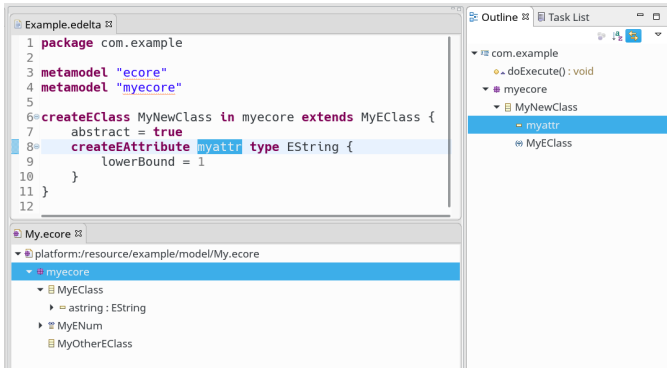 Example.edelta
1 package com.example
2
3 metamodel "ecore"
4 metamodel "myecore"
5
6 createEClass MyNewClass in myecore extends MyEClass {
7 abstract = true
8 createEAttribute myattr type EString {
9 lowerBound = 1
10 }
11 }
12
My.ecore
platform:/resource/example/model/My.ecore
myecore
MyEClass
astring : EString
MyENum
MyOtherEClass
Outline
Task List
com.example
doExecute() : void
myecore
MyNewClass
myattr
MyEClass